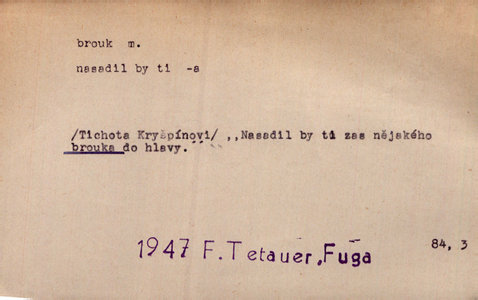 brouk m.
nasadil by ti -a
/Tichota Kryšpínovi/ ,,Nasadil by ti zas nějakého
brouka do hlavy.´´
1947 F. Tetauer, Fuga
84, 3